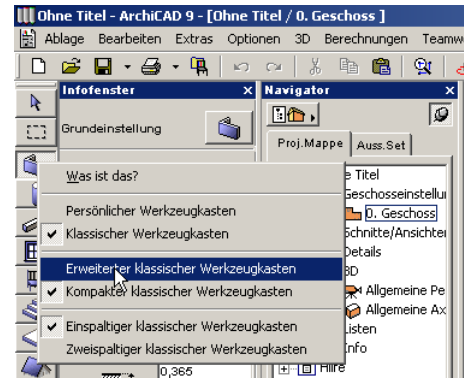 Ohne Titel - ArchiCAD 9 - [Ohne Titel / 0. Geschoss ]
Ablage Bearbeiten Extras Optionen 3D Berechnungen Teamw
Infofenster x
Navigator x
Grundeinstellung
Proj.Mappe Auss.Set
Was ist das?
Persönlicher Werkzeugkasten
Klassischer Werkzeugkasten
Erweiterter klassischer Werkzeugkasten
Kompakter klassischer Werkzeugkasten
Einspaltiger klassischer Werkzeugkasten
Zweispaltiger klassischer Werkzeugkasten
e Titel
Geschosseinstellu
0. Geschoss
Schnitte/Ansichte
Details
3D
Allgemeine Pe
Allgemeine Ax
Listen
Info
Hilfe
0,365